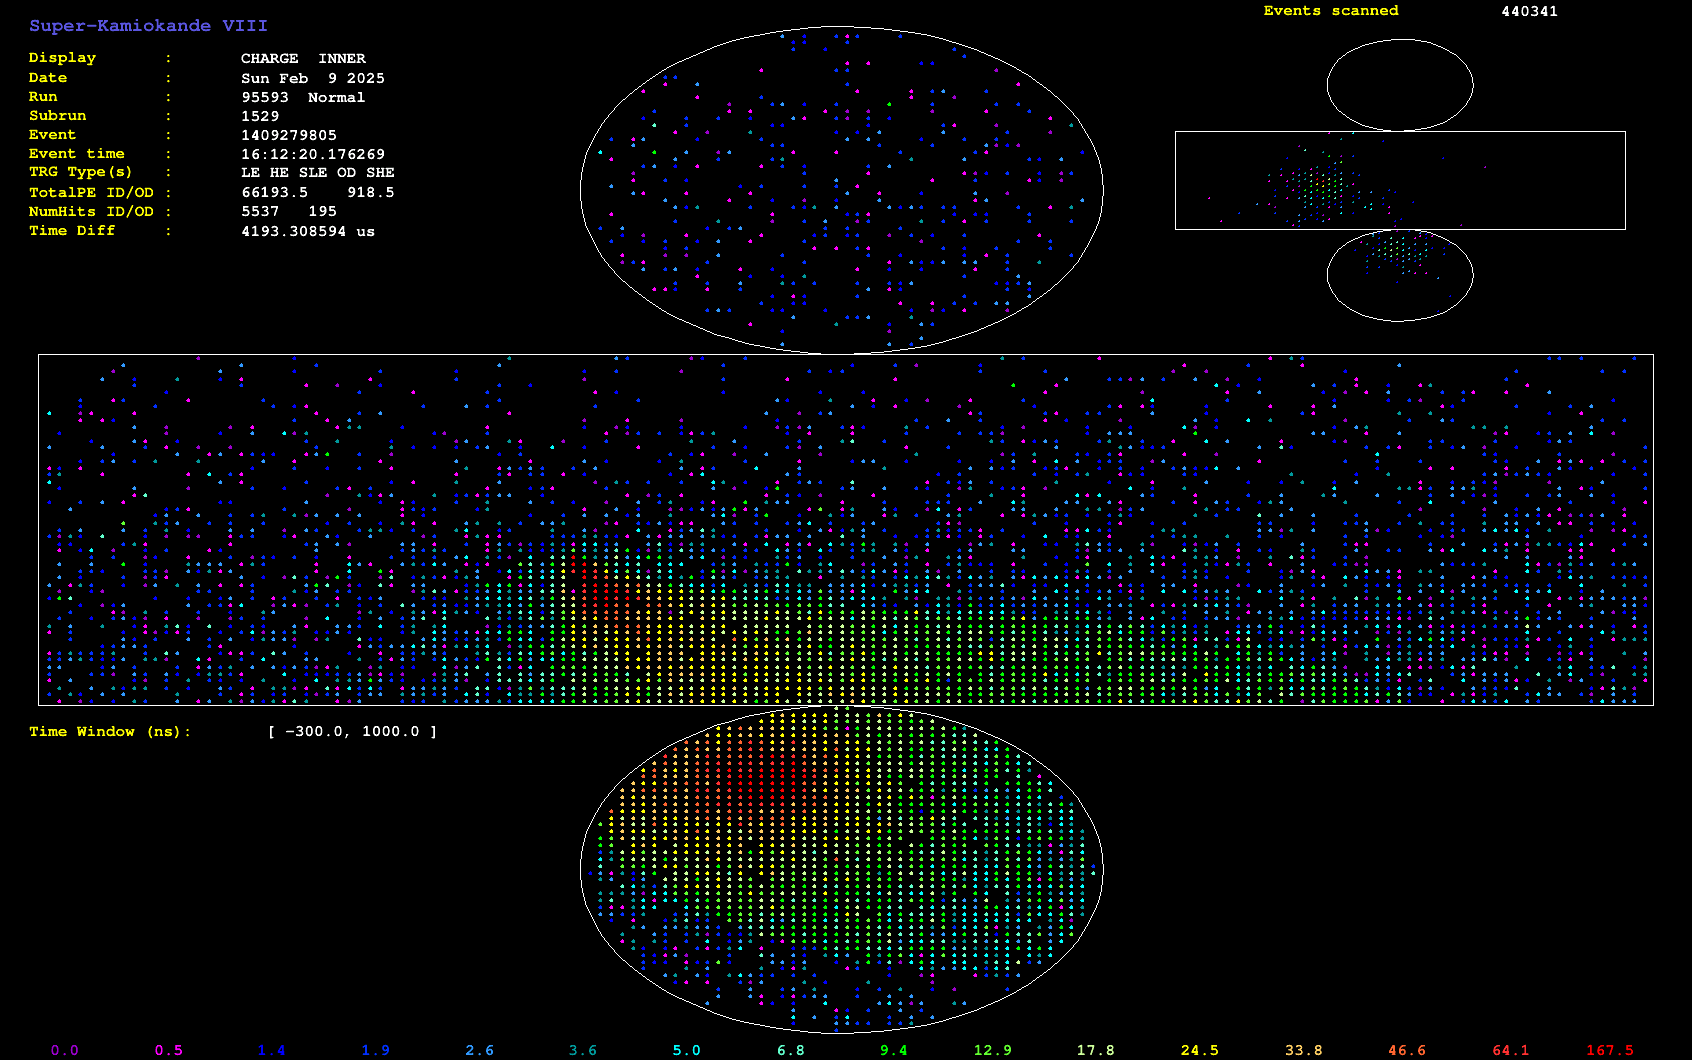 Super-Kamiokande VIII
Events scanned 440341
Display : CHARGE INNER
Date : Sun Feb 9 2025
Run : 95593 Normal
Subrun : 1529
Event : 1409279805
Event time : 16:12:20.176269
TRG Type(s) : LE HE SLE OD SHE
TotalPE ID/OD : 66193.5 918.5
NumHits ID/OD : 5537 195
Time Diff : 4193.308594 us
Time Window (ns): [ -300.0, 1000.0 ]
0.0 0.5 1.4 1.9 2.6 3.6 5.0 6.8 9.4 12.9 17.8 24.5 33.8 46.6 64.1 167.5